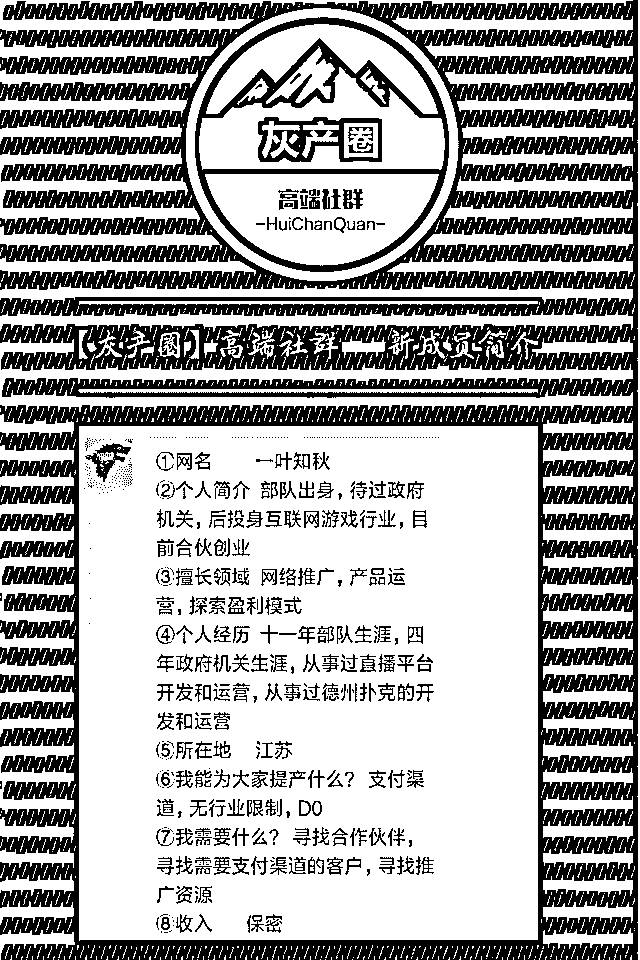 灰产圈
高端社群
-HuiChanQuan-
【灰产圈】高端社群——新成员简介
①网名 一叶知秋
②个人简介 部队出身，待过政府
机关，后投身互联网游戏行业，目
前合伙创业
③擅长领域 网络推广，产品运
营，探索盈利模式
④个人经历 十一年部队生涯，四
年政府机关生涯，从事过直播平台
开发和运营，从事过德州扑克的开
发和运营
⑤所在地 江苏
⑥我能为大家提产什么？ 支付渠
道，无行业限制，D0
⑦我需要什么？ 寻找合作伙伴，
寻找需要支付渠道的客户，寻找推
广资源
⑧收入 保密